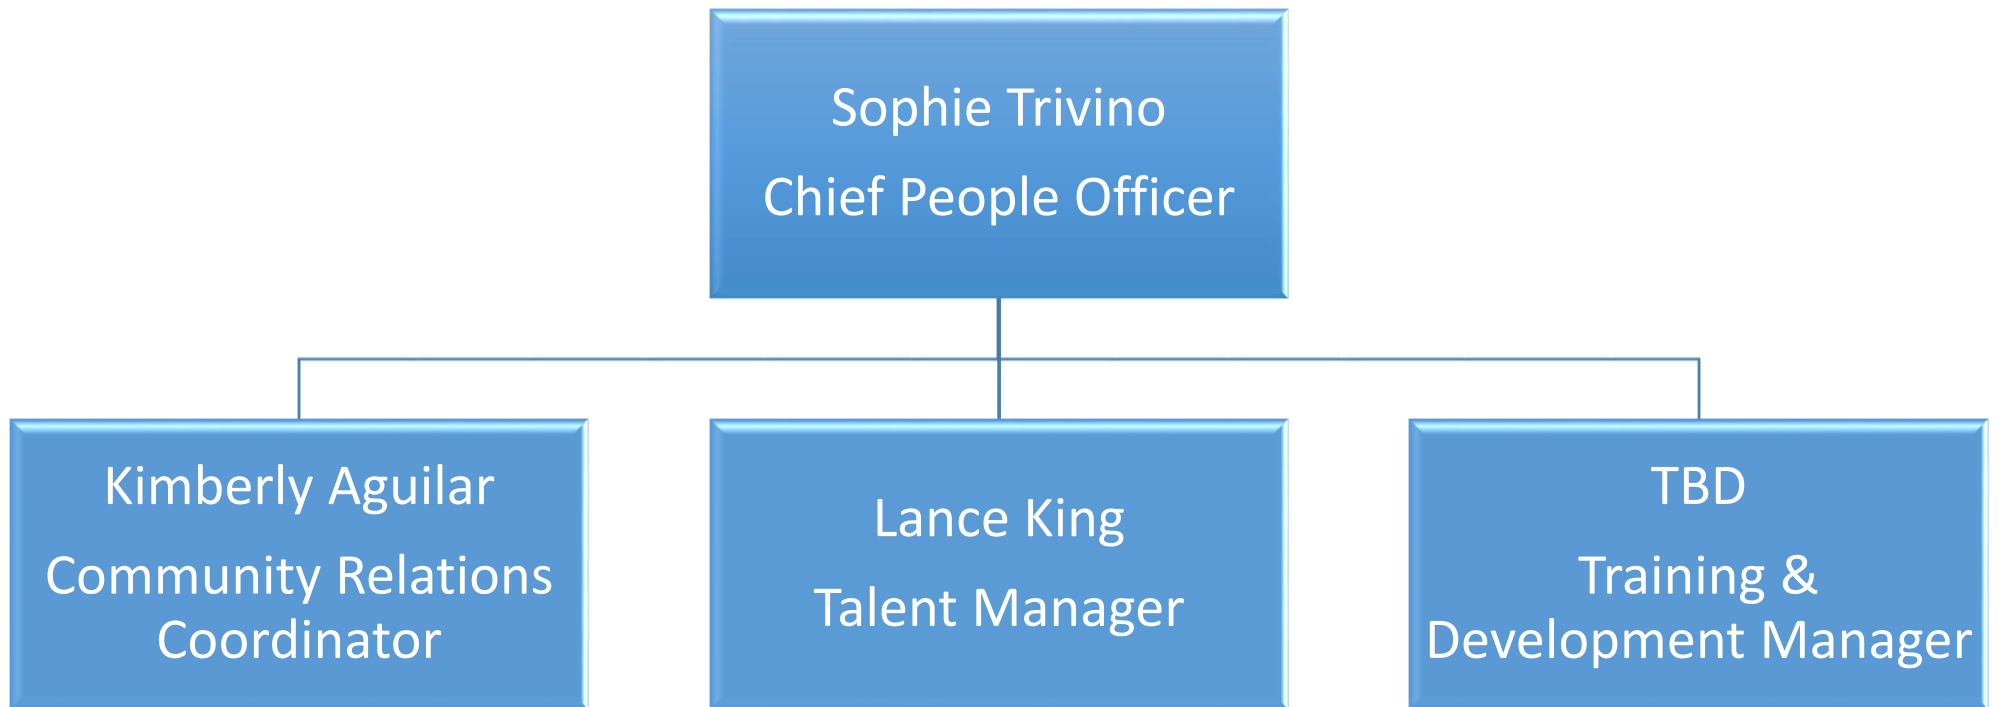 Sophie Trivino
Chief People Officer
Kimberly Aguilar
Community Relations
Coordinator
Lance King
Talent Manager
TBD
Training &
Development Manager